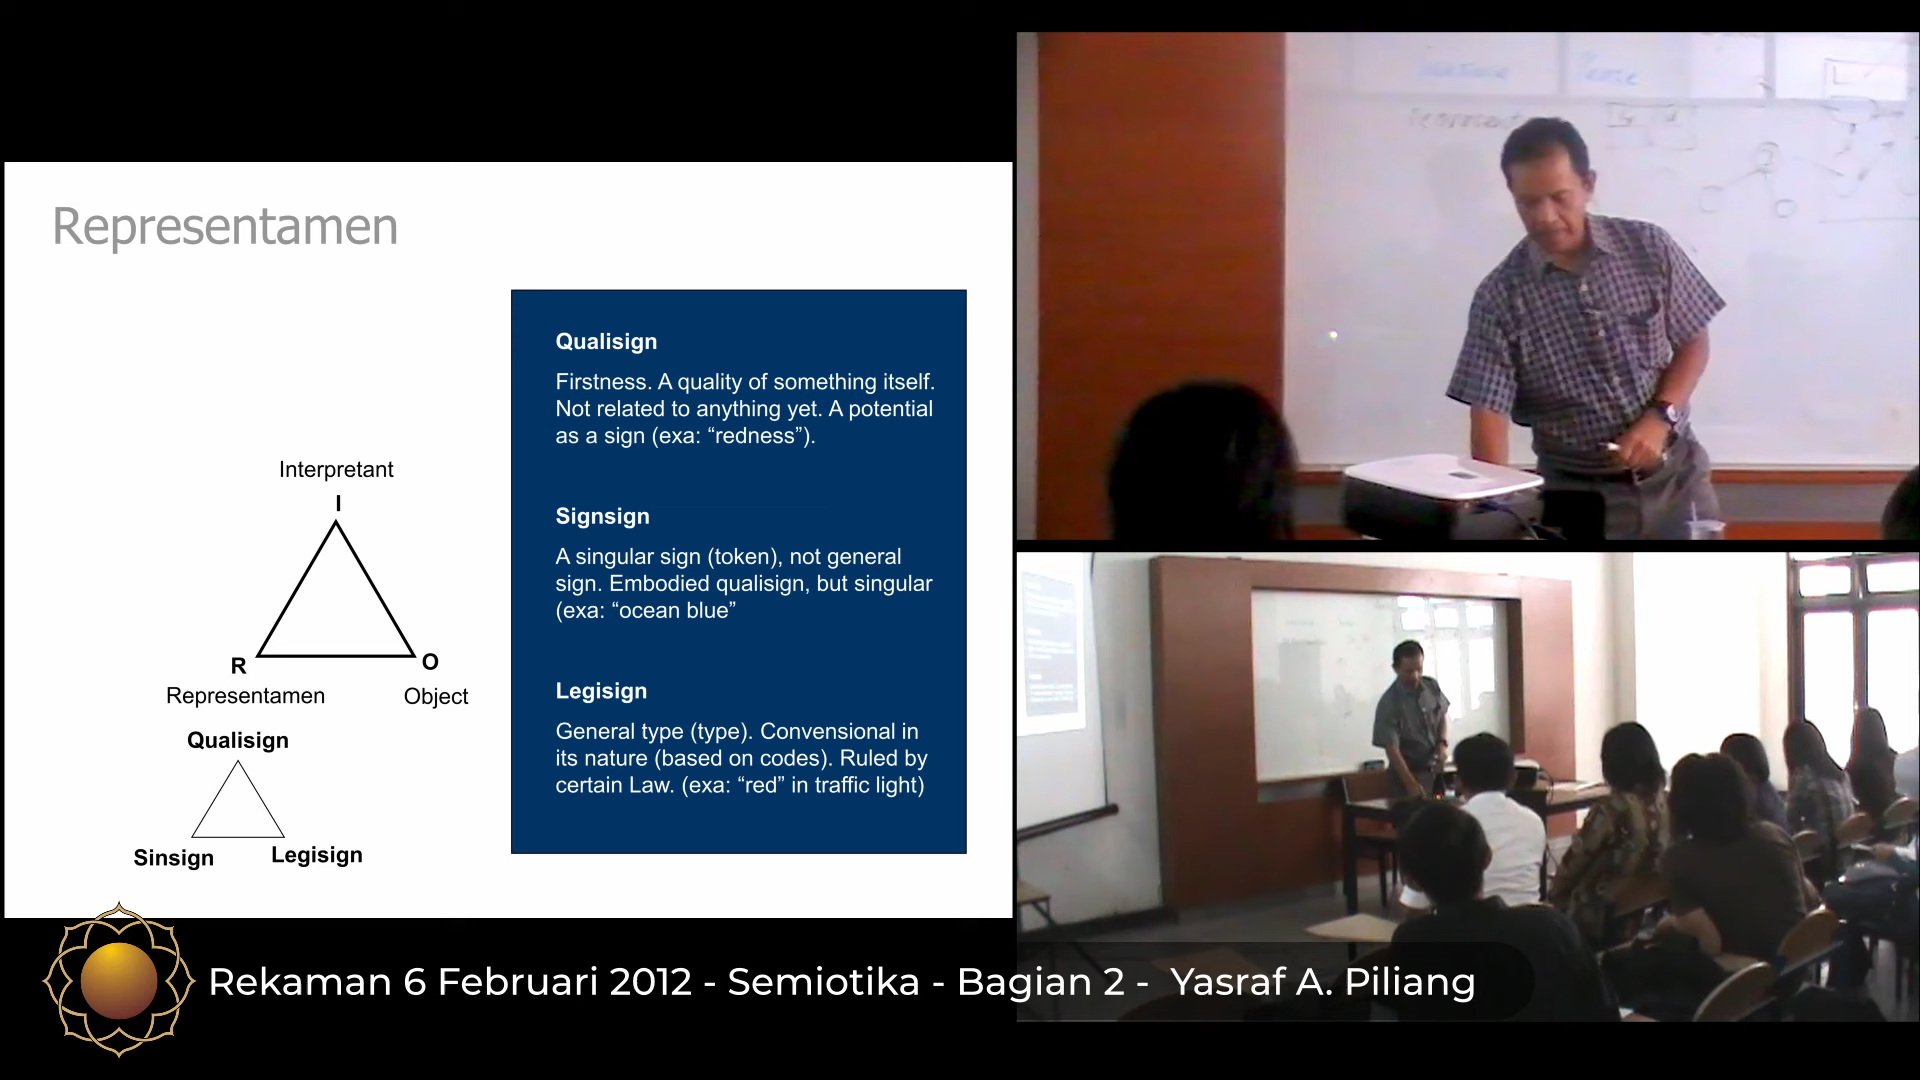 Representamen
Qualisign
Firstness. A quality of something itself.
Not related to anything yet. A potential
as a sign (exa: “redness”).
Signsign
A singular sign (token), not general
sign. Embodied qualisign, but singular
(exa: “ocean blue”
Legisign
General type (type). Convensional in
its nature (based on codes). Ruled by
certain Law. (exa: “red” in traffic light)
Interpretant
I
R
O
Representamen
Object
Qualisign
Sinsign
Legisign
Rekaman 6 Februari 2012 - Semiotika - Bagian 2 - Yasraf A. Piliang